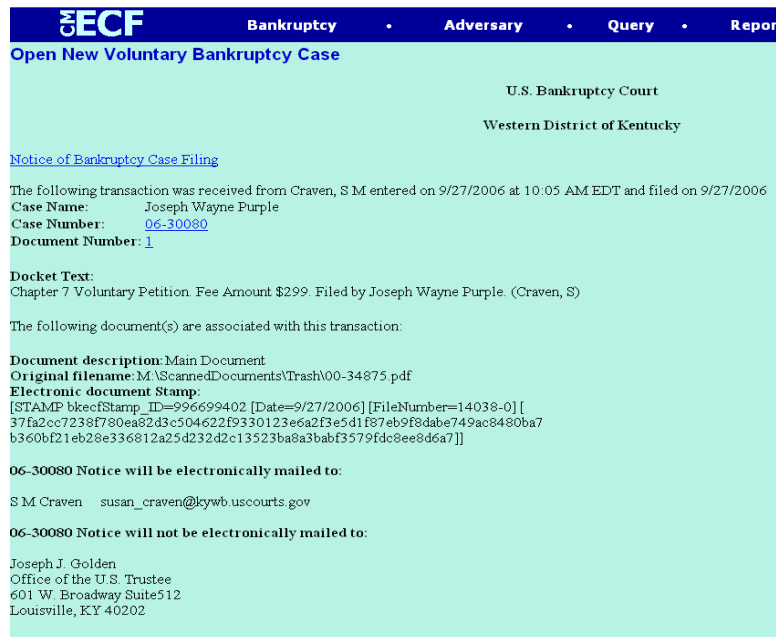 CM ECF Bankruptcy • Adversary • Query • Repor
Open New Voluntary Bankruptcy Case
U.S. Bankruptcy Court
Western District of Kentucky
Notice of Bankruptcy Case Filing
The following transaction was received from Craven, S M entered on 9/27/2006 at 10:05 AM EDT and filed on 9/27/2006
Case Name: Joseph Wayne Purple
Case Number: 06-30080
Document Number: 1
Docket Text:
Chapter 7 Voluntary Petition. Fee Amount $299. Filed by Joseph Wayne Purple. (Craven, S)
The following document(s) are associated with this transaction:
Document description: Main Document
Original filename: M:\ScannedDocuments\Trash\00-34875.pdf
Electronic document Stamp:
[STAMP bkecfStamp_ID=996699402 [Date=9/27/2006] [FileNumber=14038-0] [
37fa2cc7238f780ea82d3c504622f9330123e6a2f3e5d1f87eb9f8dabe749ac8480ba7
b360bf21eb28e336812a25d232d2c13523ba8a3babf3579fdc8ee8d6a7]]
06-30080 Notice will be electronically mailed to:
S M Craven susan_craven@kywb.uscourts.gov
06-30080 Notice will not be electronically mailed to:
Joseph J. Golden
Office of the U.S. Trustee
601 W. Broadway Suite512
Louisville, KY 40202